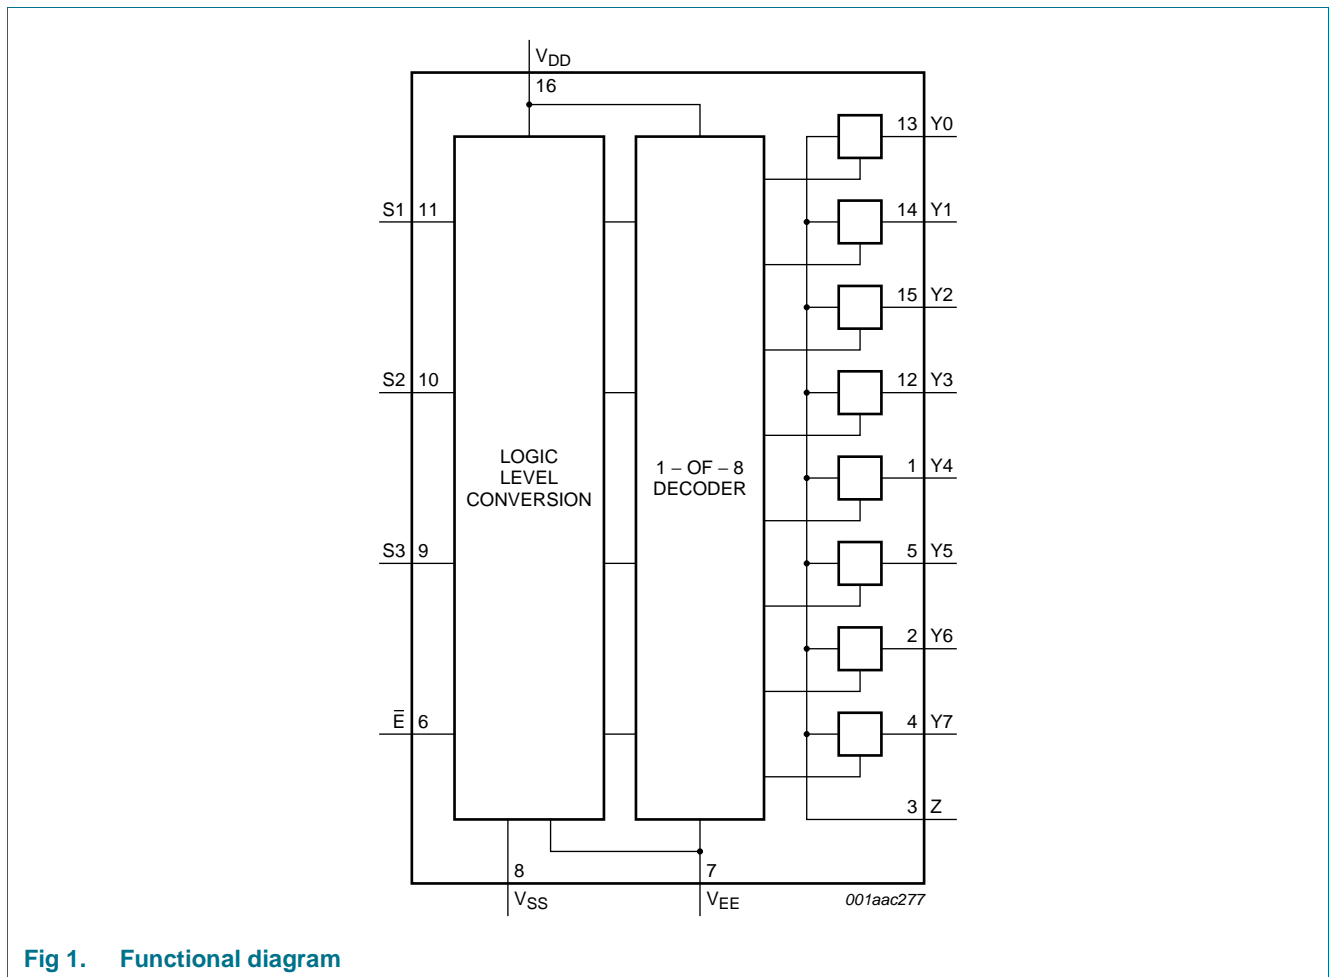 VDD
16
13 Y0
S1 11
14 Y1
15 Y2
S2 10
12 Y3
LOGIC
LEVEL
CONVERSION
1 – OF – 8
DECODER
1 Y4
S3 9
5 Y5
2 Y6
E̅ 6
4 Y7
3 Z
8
7
VSS
VEE
001aac277
Fig 1. Functional diagram